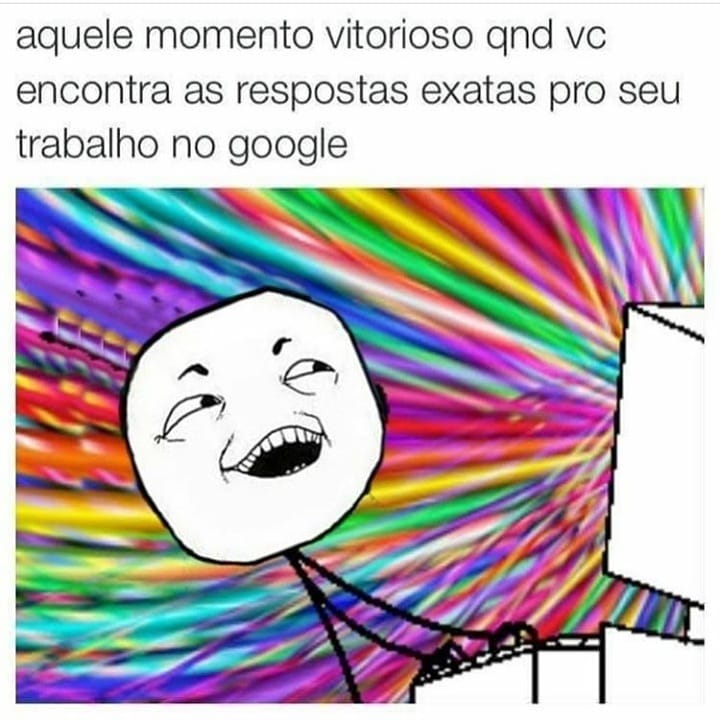 aquele momento vitorioso qnd vc
encontra as respostas exatas pro seu
trabalho no google